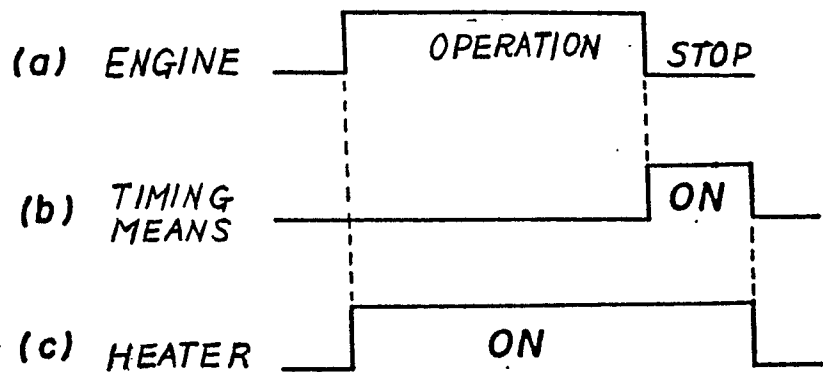 (a) ENGINE OPERATION STOP
(b) TIMING MEANS ON
(c) HEATER ON